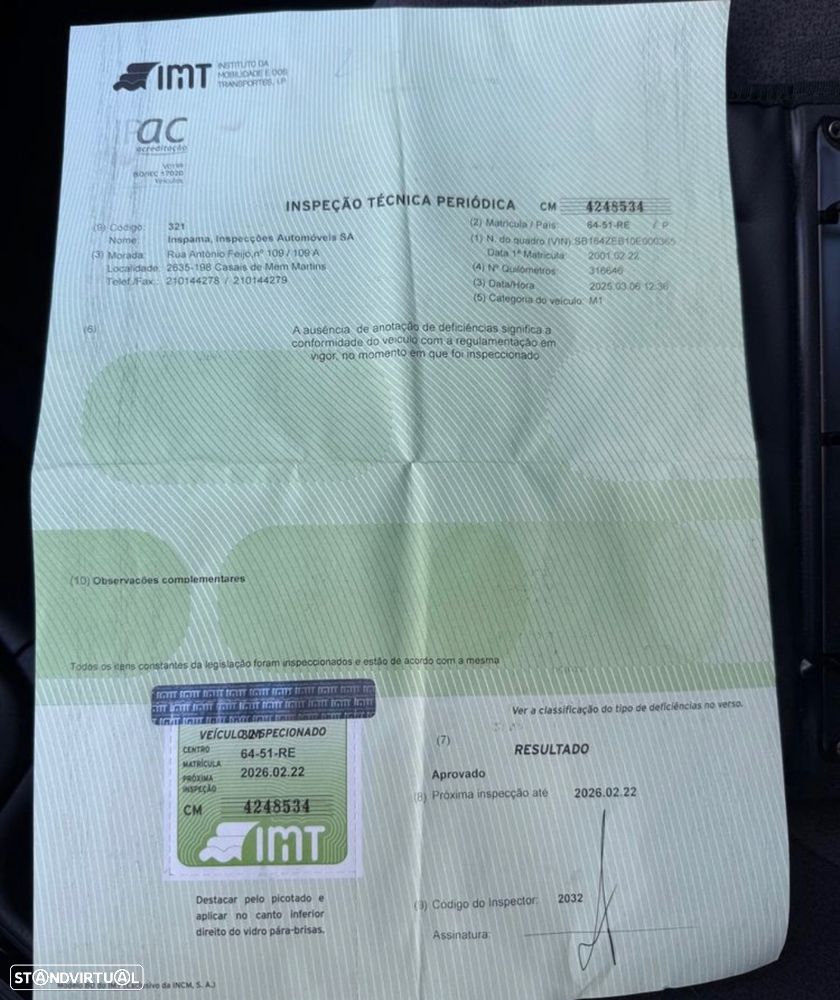 IMT INSTITUTO DA
MOBILIDADE E DOS
TRANSPORTES, I.P.
ac
acreditação
ISO/IEC 17020
Veículos
INSPEÇÃO TÉCNICA PERIÓDICA CM 4248534
(9) Código: 321
Nome: Inspama, Inspecções Automóveis SA
(3) Morada: Rua António Feijo,nº 109 / 109 A
Localidade: 2635-198 Casais de Mem Martins
Telef./Fax.: 210144278 / 210144279
(2) Matrícula / País: 64-51-RE / P
(1) N. do quadro (VIN): SB164ZEB10E000365
Data 1ª Matrícula: 2001.02.22
(4) Nº Quilómetros: 316646
(3) Data/Hora 2025.03.06 12:36
(5) Categoria do veículo: M1
(6)
A ausência de anotação de deficiências significa a
conformidade do veículo com a regulamentação em
vigor, no momento em que foi inspeccionado
(10) Observações complementares
Todos os itens constantes da legislação foram inspeccionados e estão de acordo com a mesma
Ver a classificação do tipo de deficiências no verso.
VEÍCULO INSPECIONADO
CENTRO 321
MATRÍCULA 64-51-RE
PRÓXIMA INSPEÇÃO 2026.02.22
CM 4248534
IMT
Destacar pelo picotado e
aplicar no canto inferior
direito do vidro pára-brisas.
(7)
RESULTADO
Aprovado
(8) Próxima inspecção até 2026.02.22
(9) Código do Inspector: 2032
Assinatura:
STANDVIRTUAL